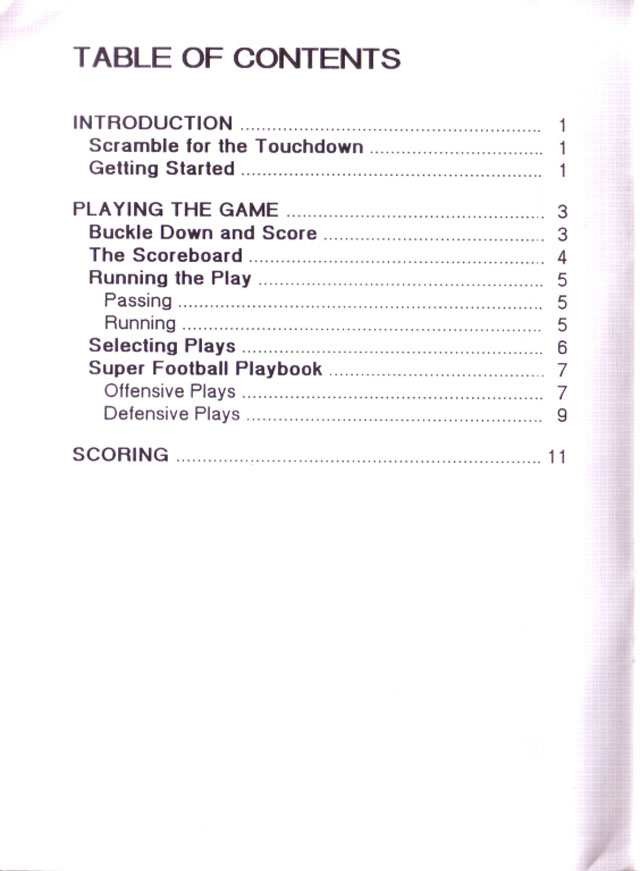 TABLE OF CONTENTS
INTRODUCTION ........................................................ 1
Scramble for the Touchdown ................................ 1
Getting Started ........................................................ 1
PLAYING THE GAME ................................................ 3
Buckle Down and Score ......................................... 3
The Scoreboard ....................................................... 4
Running the Play ..................................................... 5
Passing .................................................................... 5
Running ................................................................... 5
Selecting Plays ........................................................ 6
Super Football Playbook ........................................ 7
Offensive Plays ........................................................ 7
Defensive Plays ....................................................... 9
SCORING .................................................................... 11